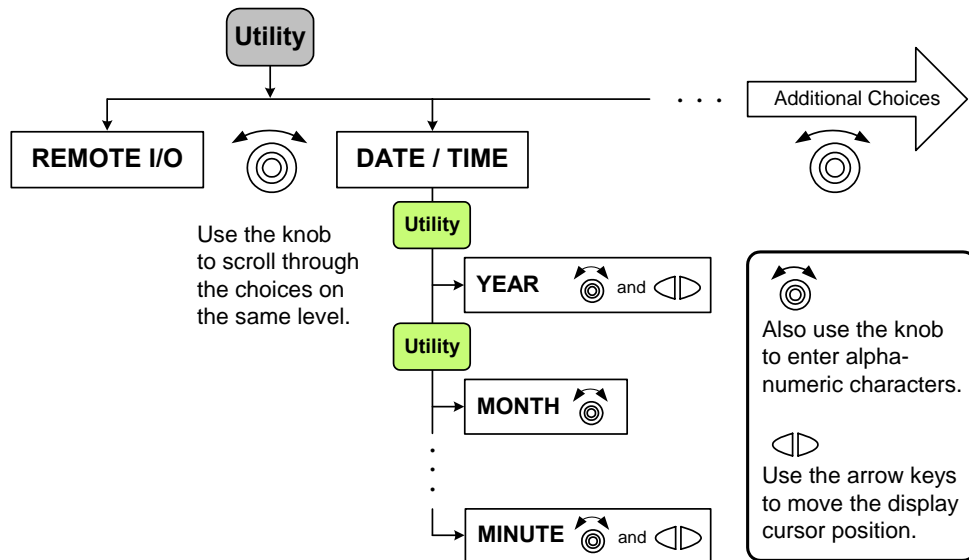 Utility
. . .
Additional Choices
REMOTE I/O
DATE / TIME
Use the knob
to scroll through
the choices on
the same level.
Utility
YEAR and
Utility
MONTH
MINUTE and
Also use the knob
to enter alpha-
numeric characters.
Use the arrow keys
to move the display
cursor position.